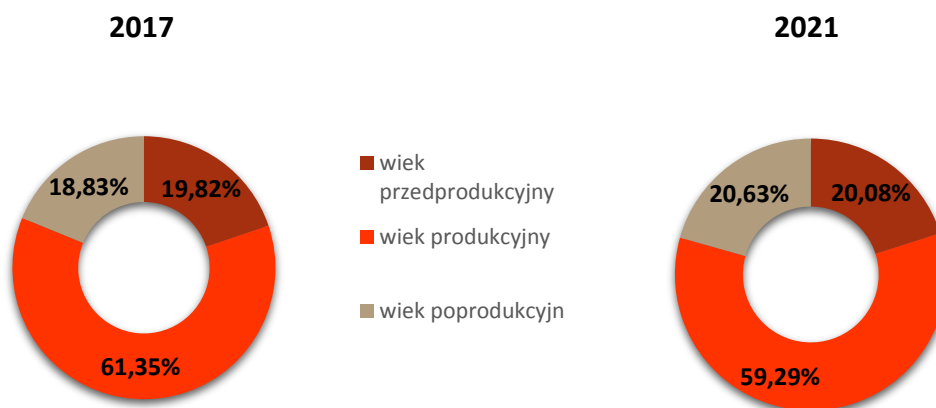 2017
2021
18,83%
19,82%
61,35%
wiek
przedprodukcyjny
wiek produkcyjny
wiek poprodukcyjn
20,63%
20,08%
59,29%